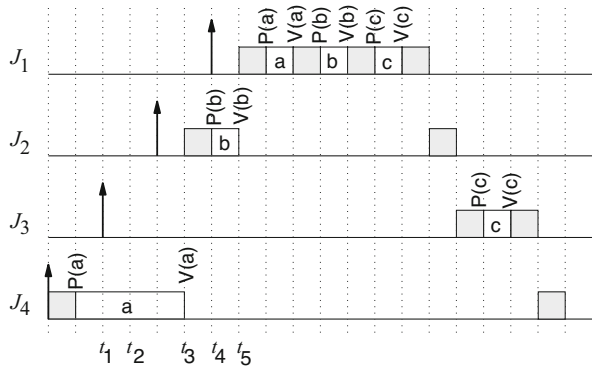 P(a) V(a) P(b) V(b) P(c) V(c)
J1 a b c
P(b) V(b)
J2 b
P(c) V(c)
J3 c
P(a) V(a)
J4 a
t1 t2 t3 t4 t5